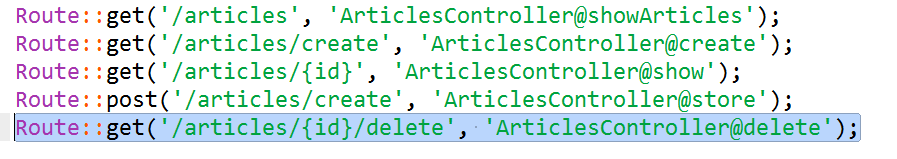 Route::get('/articles', 'ArticlesController@showArticles');
Route::get('/articles/create', 'ArticlesController@create');
Route::get('/articles/{id}', 'ArticlesController@show');
Route::post('/articles/create', 'ArticlesController@store');
Route::get('/articles/{id}/delete', 'ArticlesController@delete');